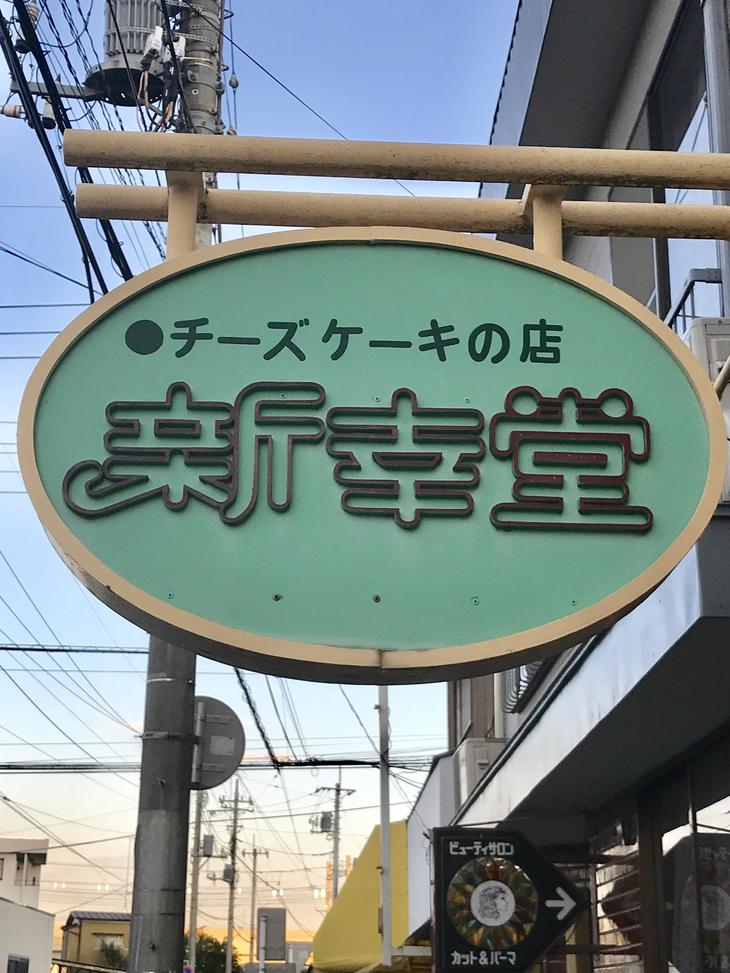 ●チーズケーキの店
新幸堂
ビューティサロン
カット&パーマ